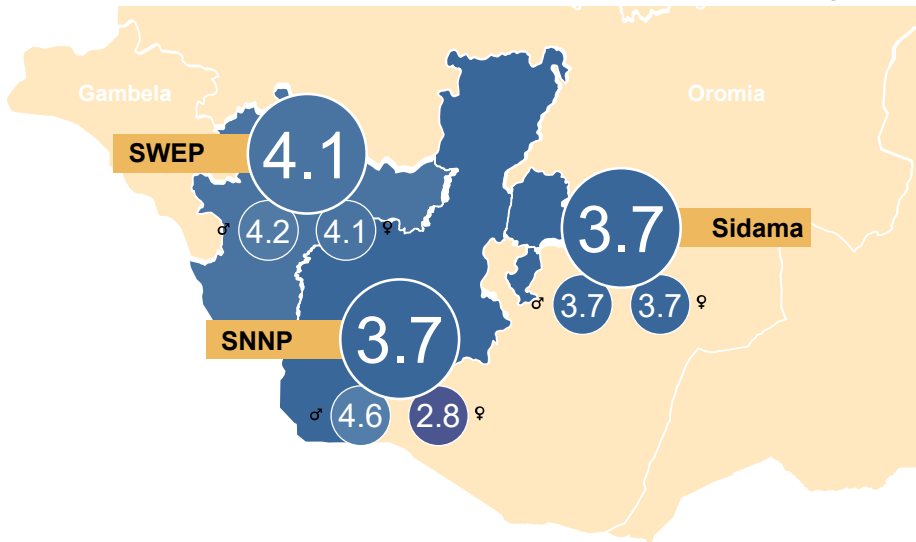 Gambela
Oromia
SWEP
4.1
♂ 4.2 4.1 ♀
3.7
Sidama
♂ 3.7 3.7 ♀
SNNP
3.7
♂ 4.6 2.8 ♀